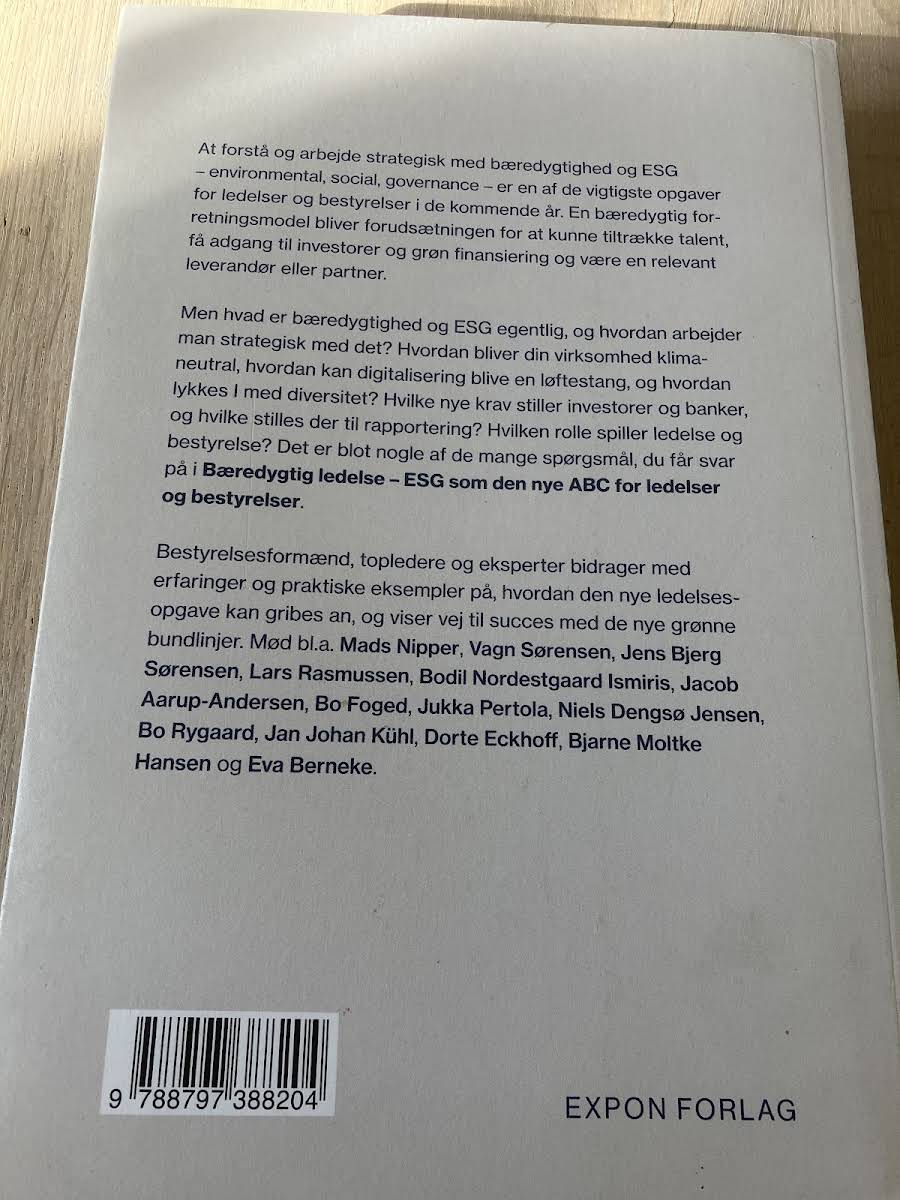 At forstå og arbejde strategisk med bæredygtighed og ESG
– environmental, social, governance – er en af de vigtigste opgaver
for ledelser og bestyrelser i de kommende år. En bæredygtig for-
retningsmodel bliver forudsætningen for at kunne tiltrække talent,
få adgang til investorer og grøn finansiering og være en relevant
leverandør eller partner.
Men hvad er bæredygtighed og ESG egentlig, og hvordan arbejder
man strategisk med det? Hvordan bliver din virksomhed klima-
neutral, hvordan kan digitalisering blive en løftestang, og hvordan
lykkes I med diversitet? Hvilke nye krav stiller investorer og banker,
og hvilke stilles der til rapportering? Hvilken rolle spiller ledelse og
bestyrelse? Det er blot nogle af de mange spørgsmål, du får svar
på i Bæredygtig ledelse – ESG som den nye ABC for ledelser
og bestyrelser.
Bestyrelsesformænd, topledere og eksperter bidrager med
erfaringer og praktiske eksempler på, hvordan den nye ledelses-
opgave kan gribes an, og viser vej til succes med de nye grønne
bundlinjer. Mød bl.a. Mads Nipper, Vagn Sørensen, Jens Bjerg
Sørensen, Lars Rasmussen, Bodil Nordestgaard Ismiris, Jacob
Aarup-Andersen, Bo Foged, Jukka Pertola, Niels Dengsø Jensen,
Bo Rygaard, Jan Johan Kühl, Dorte Eckhoff, Bjarne Moltke
Hansen og Eva Berneke.
9 788797 388204
EXPON FORLAG